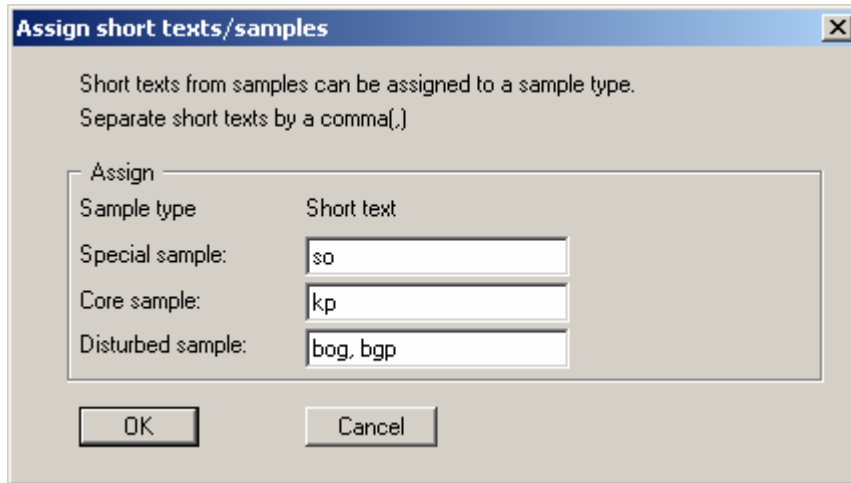 Assign short texts/samples
Short texts from samples can be assigned to a sample type.
Separate short texts by a comma(,)
Assign
Sample type Short text
Special sample: so
Core sample: kp
Disturbed sample: bog, bgp
OK Cancel